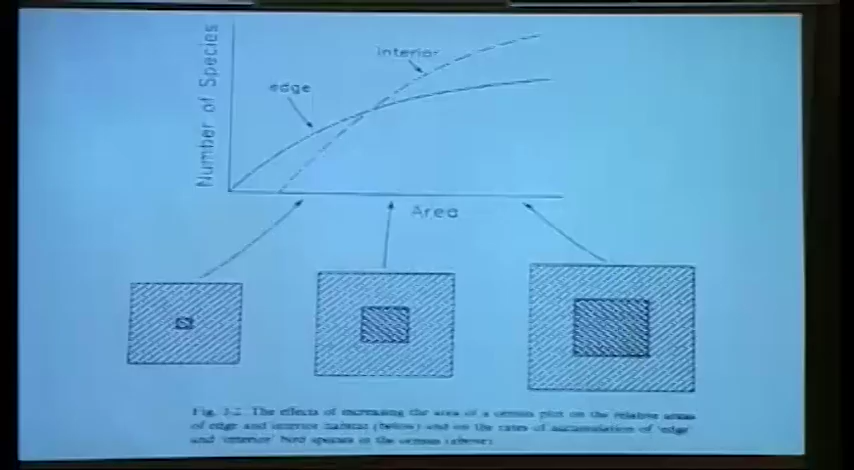 Number of Species
interior
edge
Area
Fig. 1-2. The effects of increasing the area of a census plot on the relative areas
of edge and interior habitat (below) and on the rates of accumulation of 'edge'
and 'interior' bird species in the census (above)